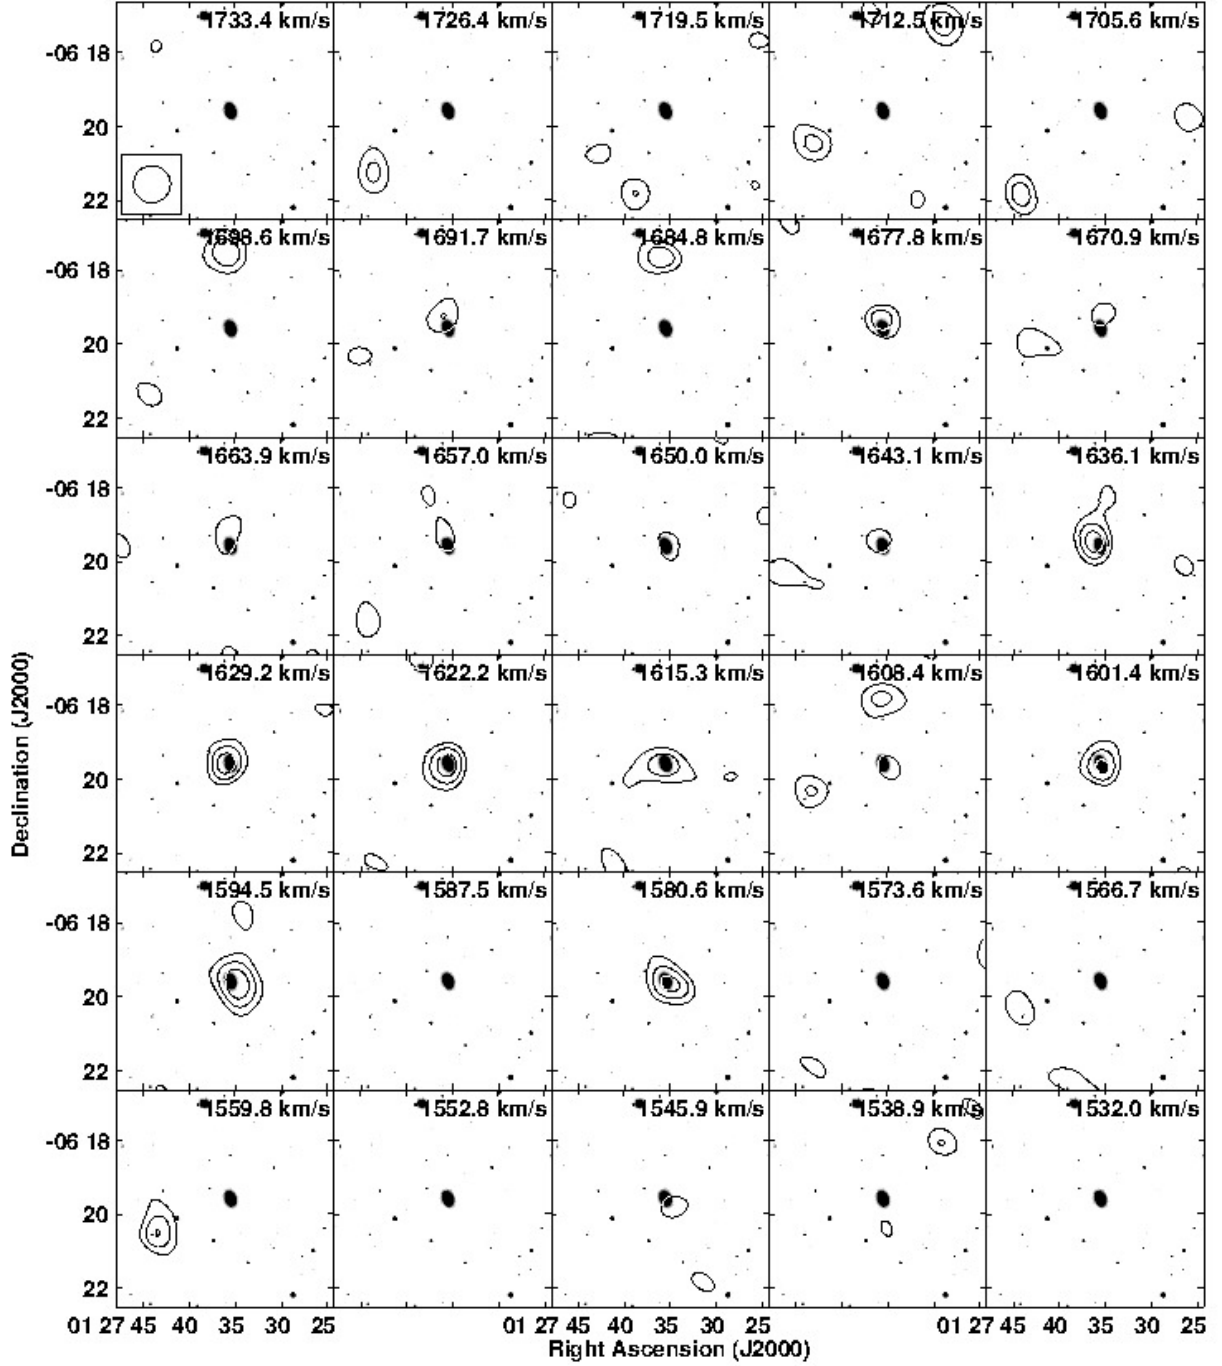 1733.4 km/s 1726.4 km/s 1719.5 km/s 1712.5 km/s 1705.6 km/s
-06 18
20
22
1698.6 km/s 1691.7 km/s 1684.8 km/s 1677.8 km/s 1670.9 km/s
-06 18
20
22
1663.9 km/s 1657.0 km/s 1650.0 km/s 1643.1 km/s 1636.1 km/s
-06 18
20
22
Declination (J2000)
1629.2 km/s 1622.2 km/s 1615.3 km/s 1608.4 km/s 1601.4 km/s
-06 18
20
22
1594.5 km/s 1587.5 km/s 1580.6 km/s 1573.6 km/s 1566.7 km/s
-06 18
20
22
1559.8 km/s 1552.8 km/s 1545.9 km/s 1538.9 km/s 1532.0 km/s
-06 18
20
22
01 27 45 40 35 30 25 01 27 45 40 35 30 25 01 27 45 40 35 30 25
Right Ascension (J2000)